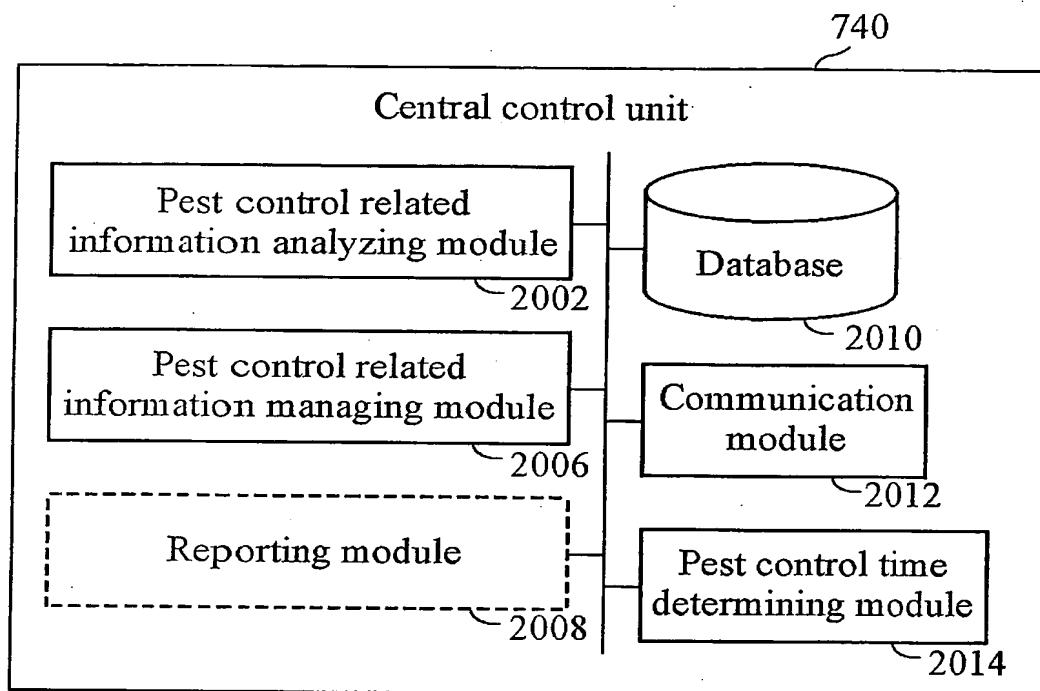 740
Central control unit
Pest control related
information analyzing module
2002
Database
2010
Pest control related
information managing module
2006
Communication
module
2012
Reporting module
2008
Pest control time
determining module
2014